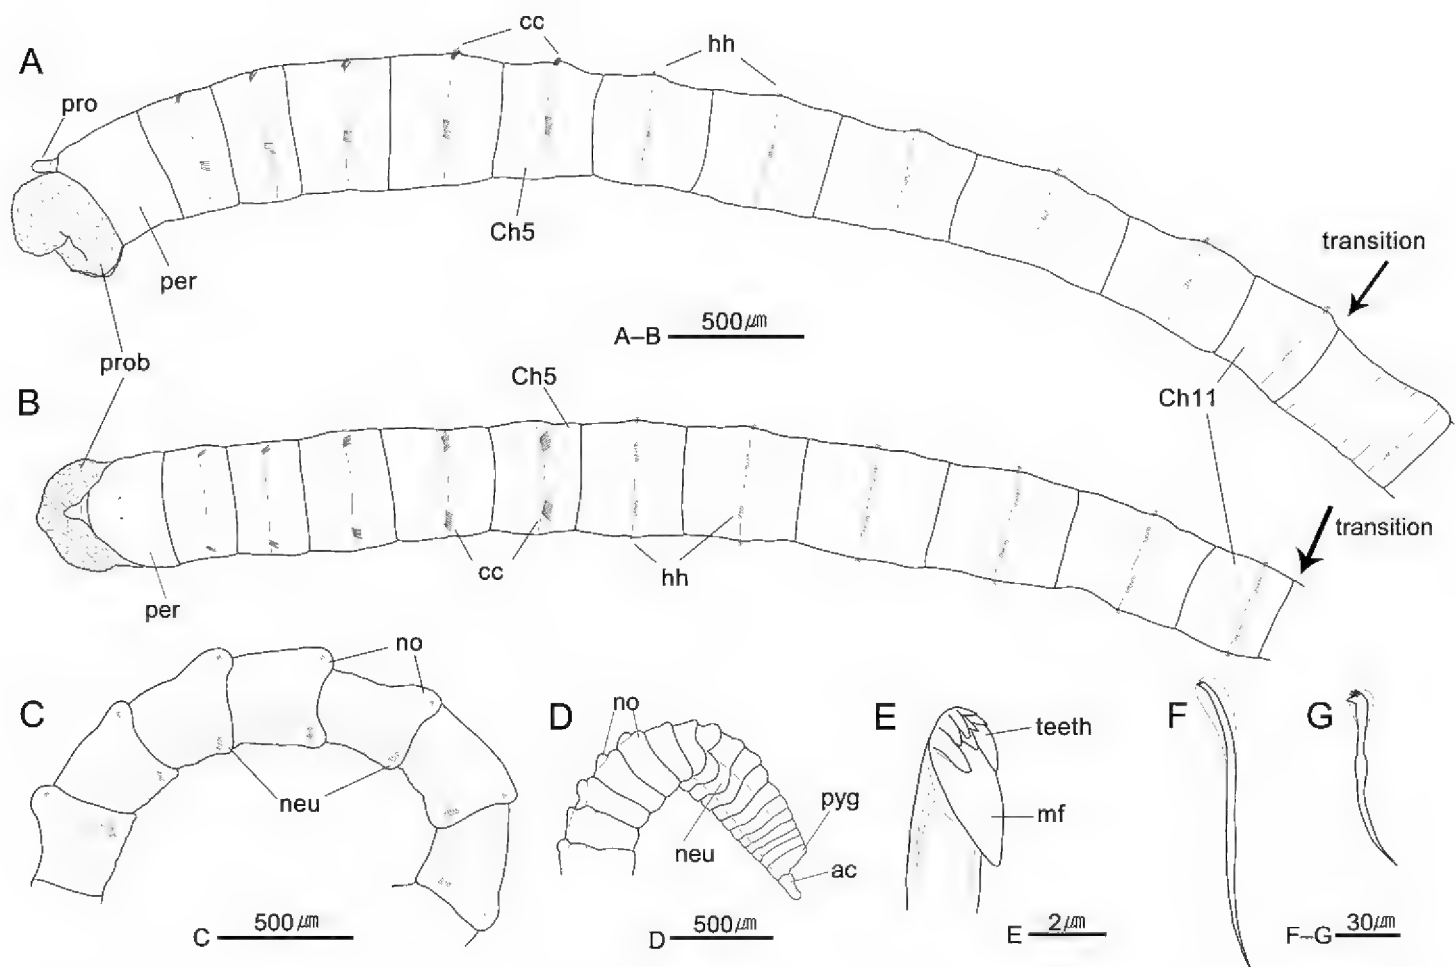 A
cc
hh
pro
Ch5
per
transition
A–B 500㎛
prob
Ch5
Ch11
B
cc
hh
transition
per
no
C
D
no
E
teeth
F
G
neu
pyg
mf
neu
ac
C 500㎛
D 500㎛
E 2㎛
F–G 30㎛